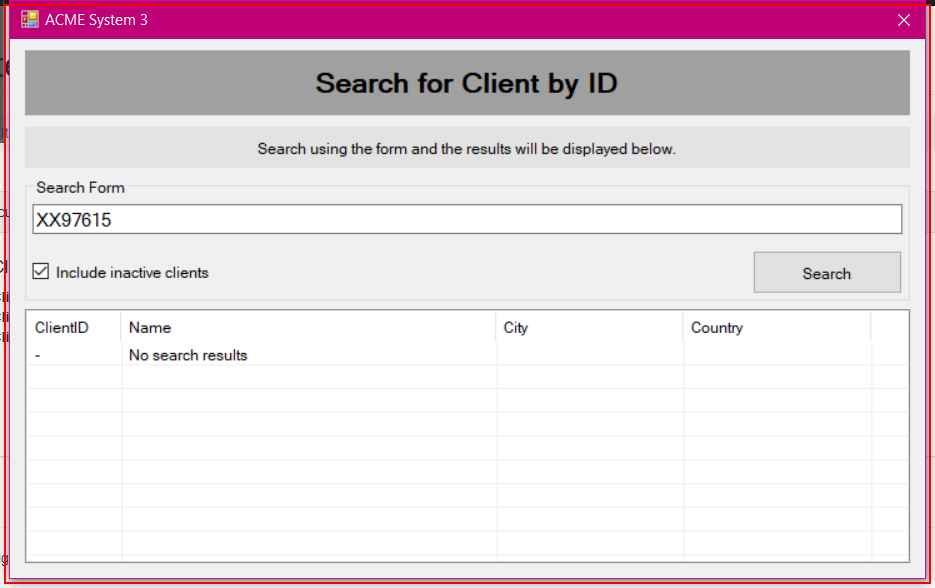 ACME System 3
Search for Client by ID
Search using the form and the results will be displayed below.
Search Form
XX97615
Include inactive clients
Search
ClientID Name City Country
- No search results